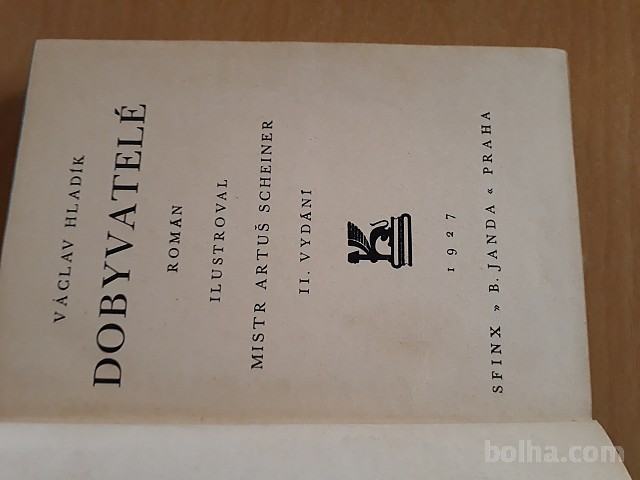 VÁCLAV HLADÍK
DOBYVATELÉ
ROMÁN
ILUSTROVAL
MISTR ARTUŠ SCHEINER
II. VYDÁNÍ
1927
SFINX » B. JANDA « PRAHA
bolha.com